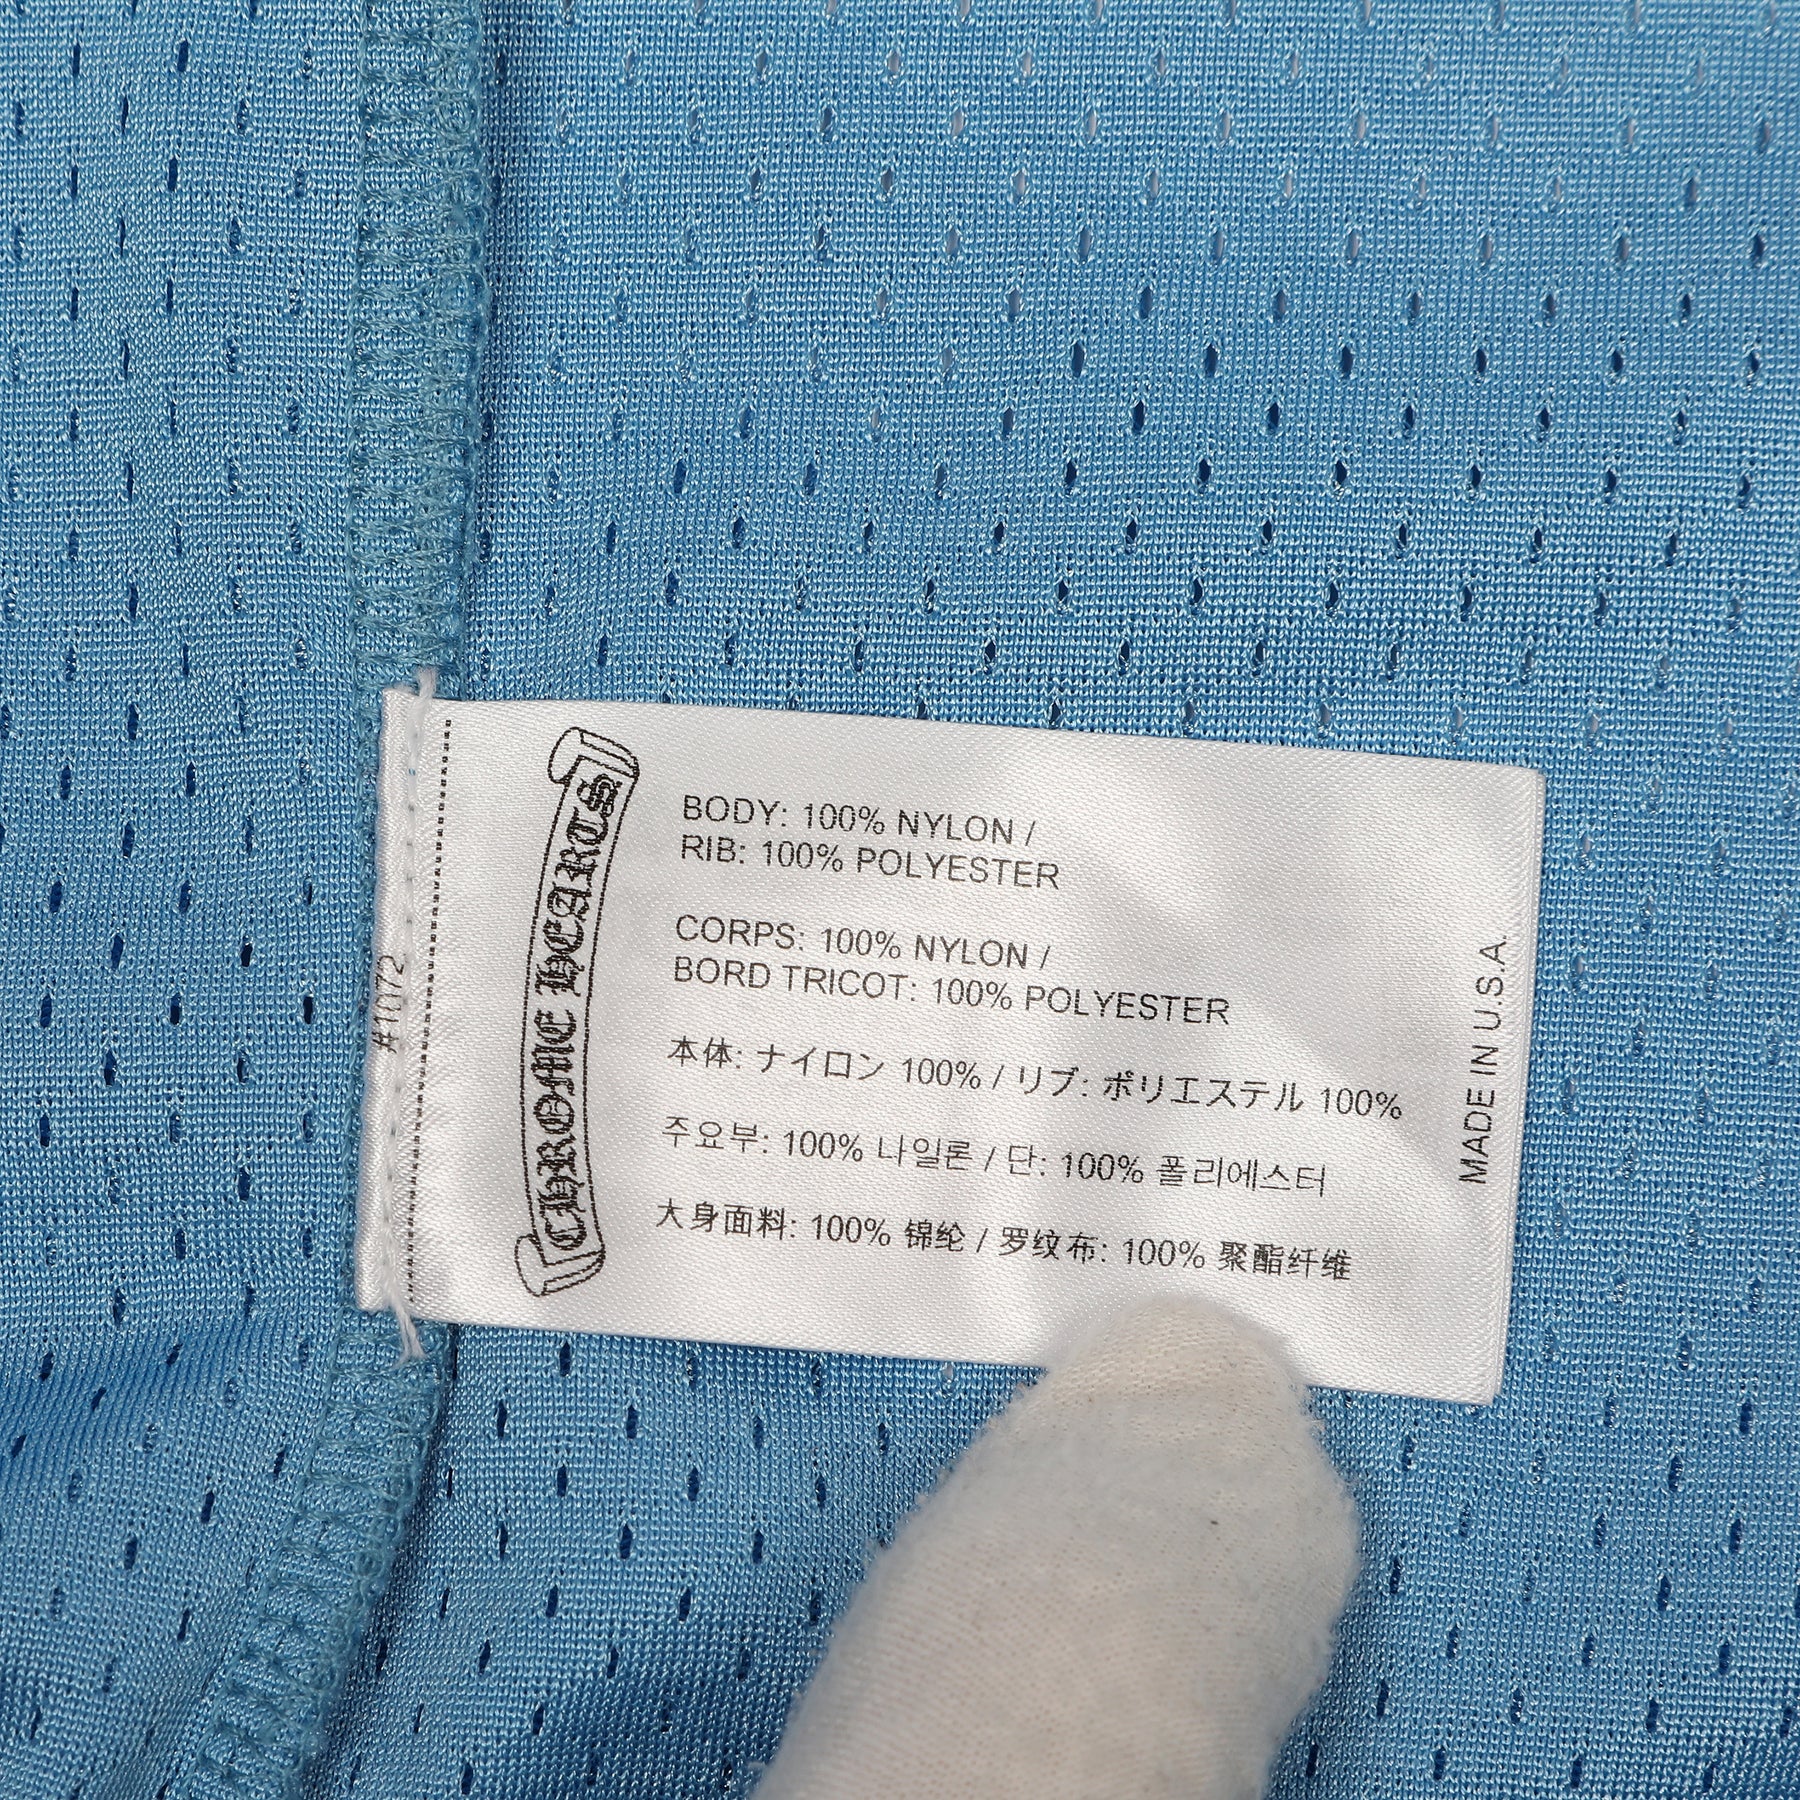 #1072
CHROME HEARTS
BODY: 100% NYLON /
RIB: 100% POLYESTER
CORPS: 100% NYLON /
BORD TRICOT: 100% POLYESTER
本体: ナイロン 100% / リブ: ポリエステル 100%
주요부: 100% 나일론 / 단: 100% 폴리에스터
大身面料: 100% 锦纶 / 罗纹布: 100% 聚酯纤维
MADE IN U.S.A.